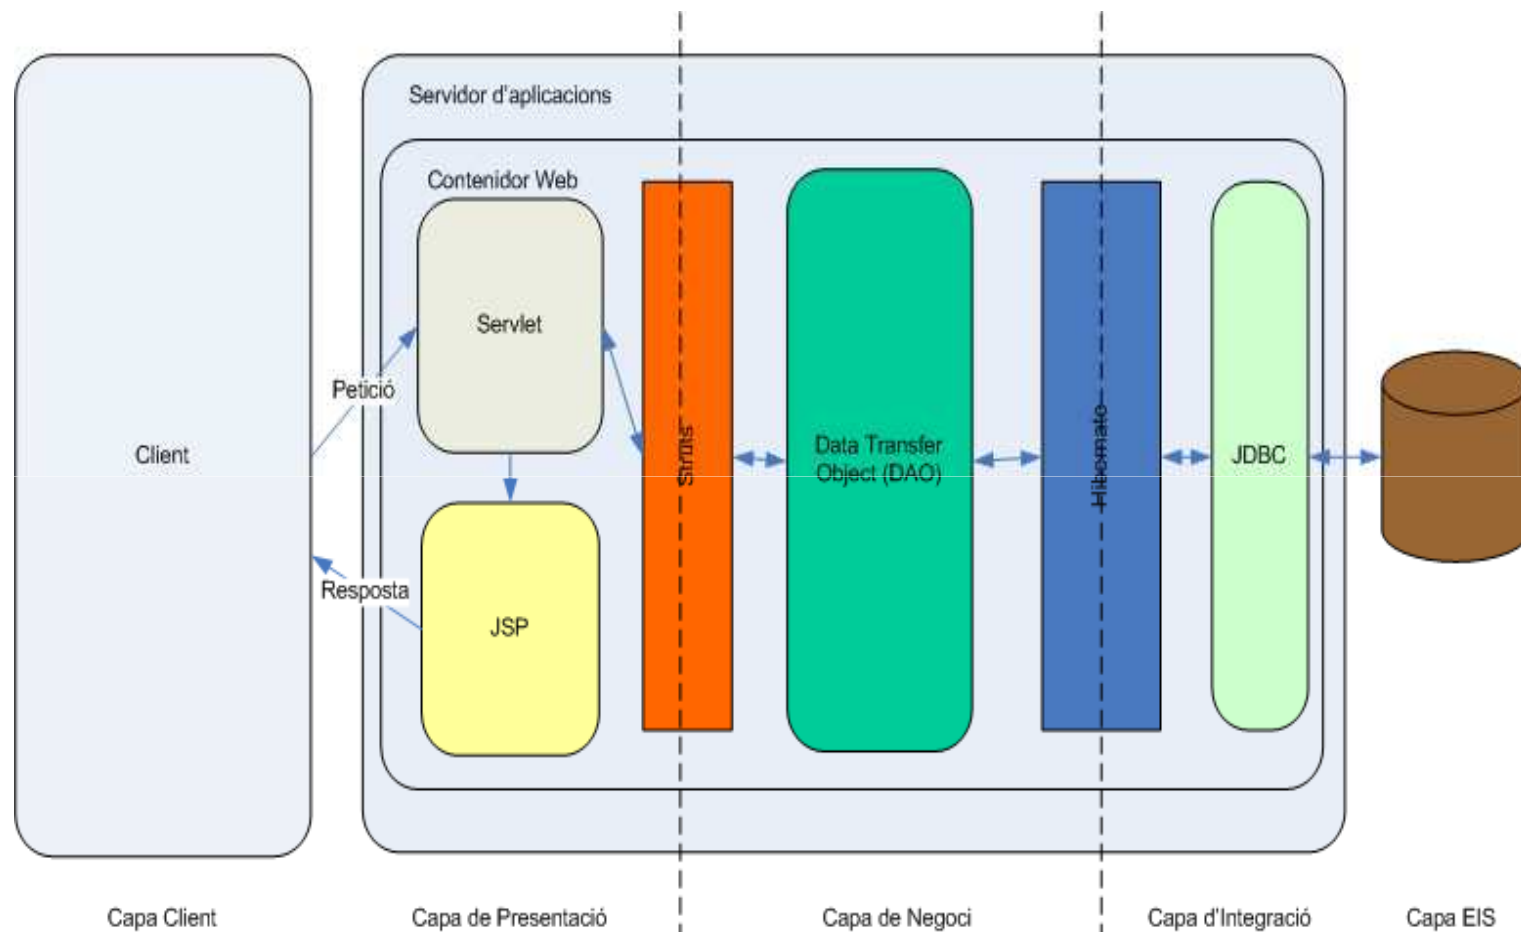 Servidor d'aplicacions
Contenidor Web
Servlet
Petició
Client
Struts
Data Transfer
Object (DAO)
Hibernate
JDBC
Resposta
JSP
Capa Client
Capa de Presentació
Capa de Negoci
Capa d'Integració
Capa EIS